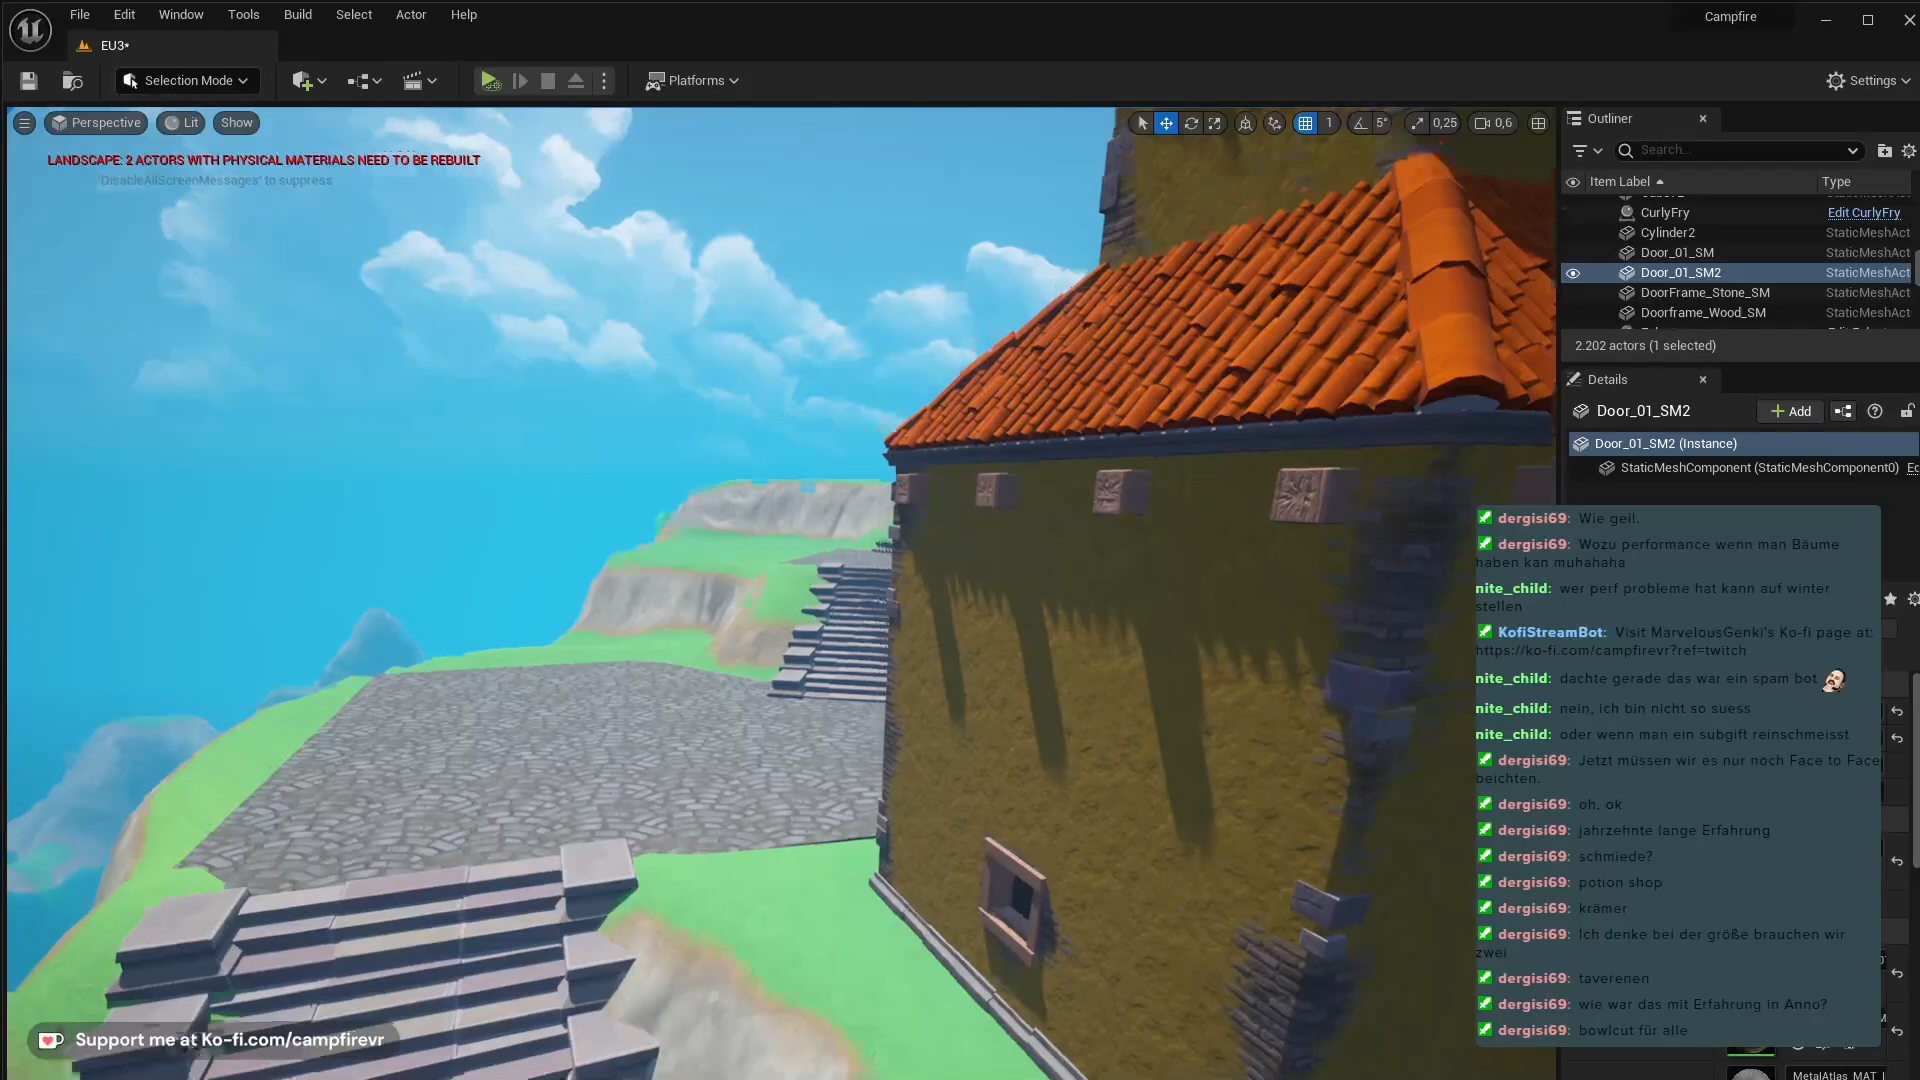 File Edit Window Tools Build Select Actor Help
Campfire
EU3*
Selection Mode
Platforms
Settings
Perspective Lit Show
1 5° 0,25 0,6
LANDSCAPE: 2 ACTORS WITH PHYSICAL MATERIALS NEED TO BE REBUILT
'DisableAllScreenMessages' to suppress
Outliner
Search...
Item Label Type
CurlyFry Edit CurlyFry
Cylinder2 StaticMeshAct
Door_01_SM StaticMeshAct
Door_01_SM2 StaticMeshAct
DoorFrame_Stone_SM StaticMeshAct
Doorframe_Wood_SM StaticMeshAct
2.202 actors (1 selected)
Details
Door_01_SM2
Add
Door_01_SM2 (Instance)
StaticMeshComponent (StaticMeshComponent0)
dergisi69: Wie geil.
dergisi69: Wozu performance wenn man Bäume
haben kan muhahaha
nite_child: wer perf probleme hat kann auf winter
stellen
KofiStreamBot: Visit MarvelousGenki's Ko-fi page at:
https://ko-fi.com/campfirevr?ref=twitch
nite_child: dachte gerade das war ein spam bot
nite_child: nein, ich bin nicht so suess
nite_child: oder wenn man ein subgift reinschmeisst
dergisi69: Jetzt müssen wir es nur noch Face to Face
beichten.
dergisi69: oh, ok
dergisi69: jahrzehnte lange Erfahrung
dergisi69: schmiede?
dergisi69: potion shop
dergisi69: krämer
dergisi69: Ich denke bei der größe brauchen wir
zwei
dergisi69: taverenen
dergisi69: wie war das mit Erfahrung in Anno?
dergisi69: bowlcut für alle
Support me at Ko-fi.com/campfirevr
MetalAtlas_MAT_I